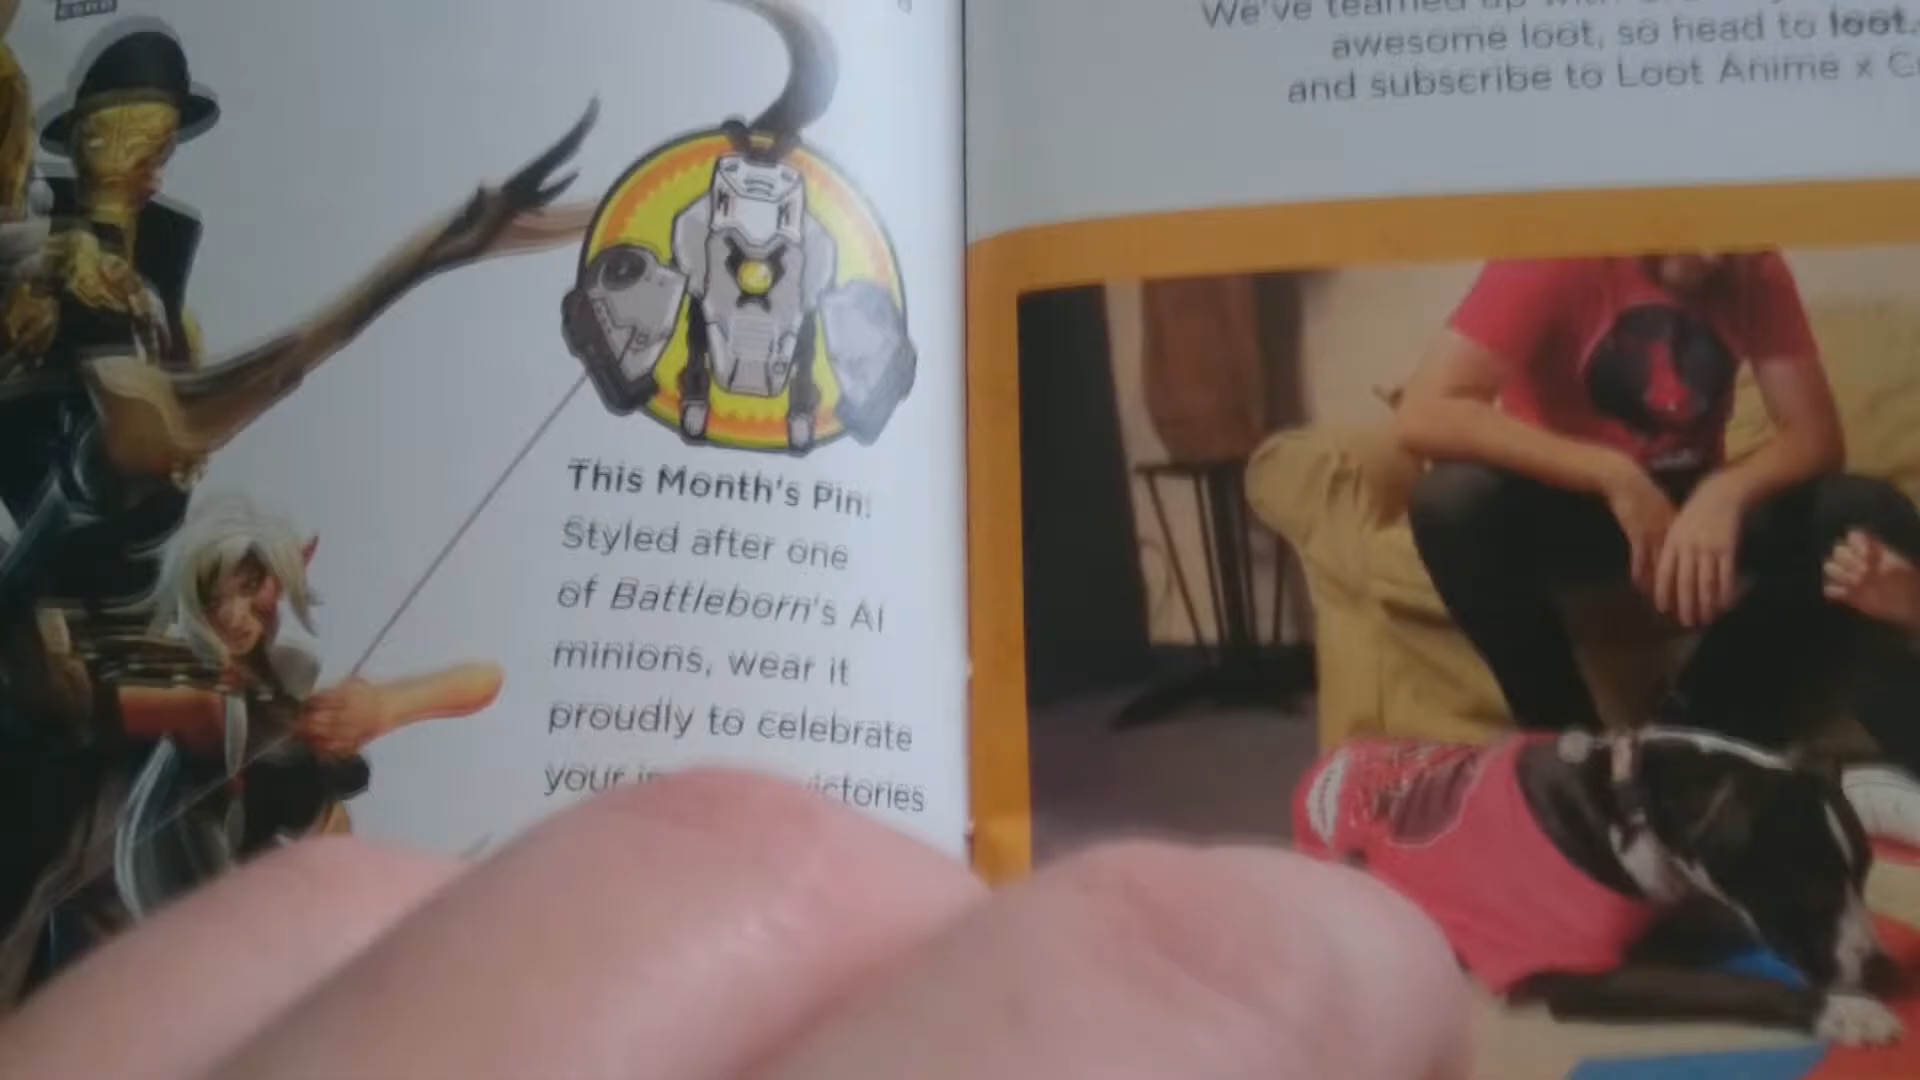 This Month's Pin!
Styled after one
of Battleborn's AI
minions, wear it
proudly to celebrate
your ictories
We've teamed up with
awesome loot, so head to loot.
and subscribe to Loot Anime x